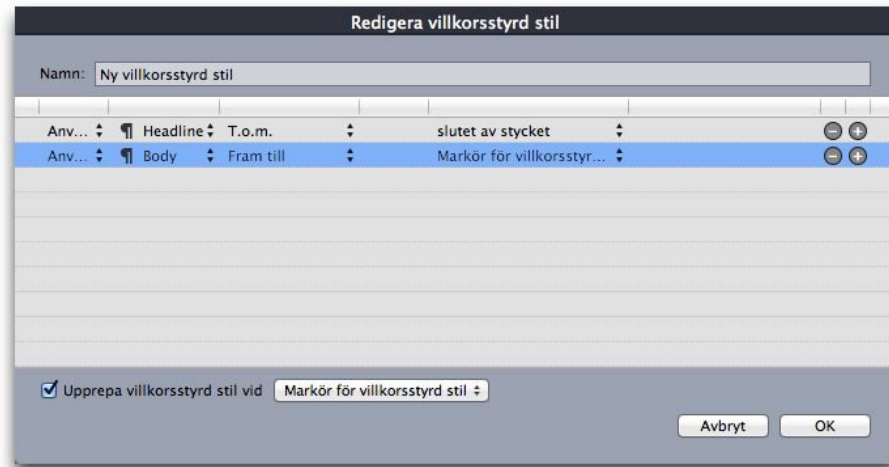 Redigera villkorsstyrd stil
Namn: Ny villkorsstyrd stil
Anv... ¶ Headline T.o.m. slutet av stycket
Anv... ¶ Body Fram till Markör för villkorsstyr...
Upprepa villkorsstyrd stil vid Markör för villkorsstyrd stil
Avbryt OK